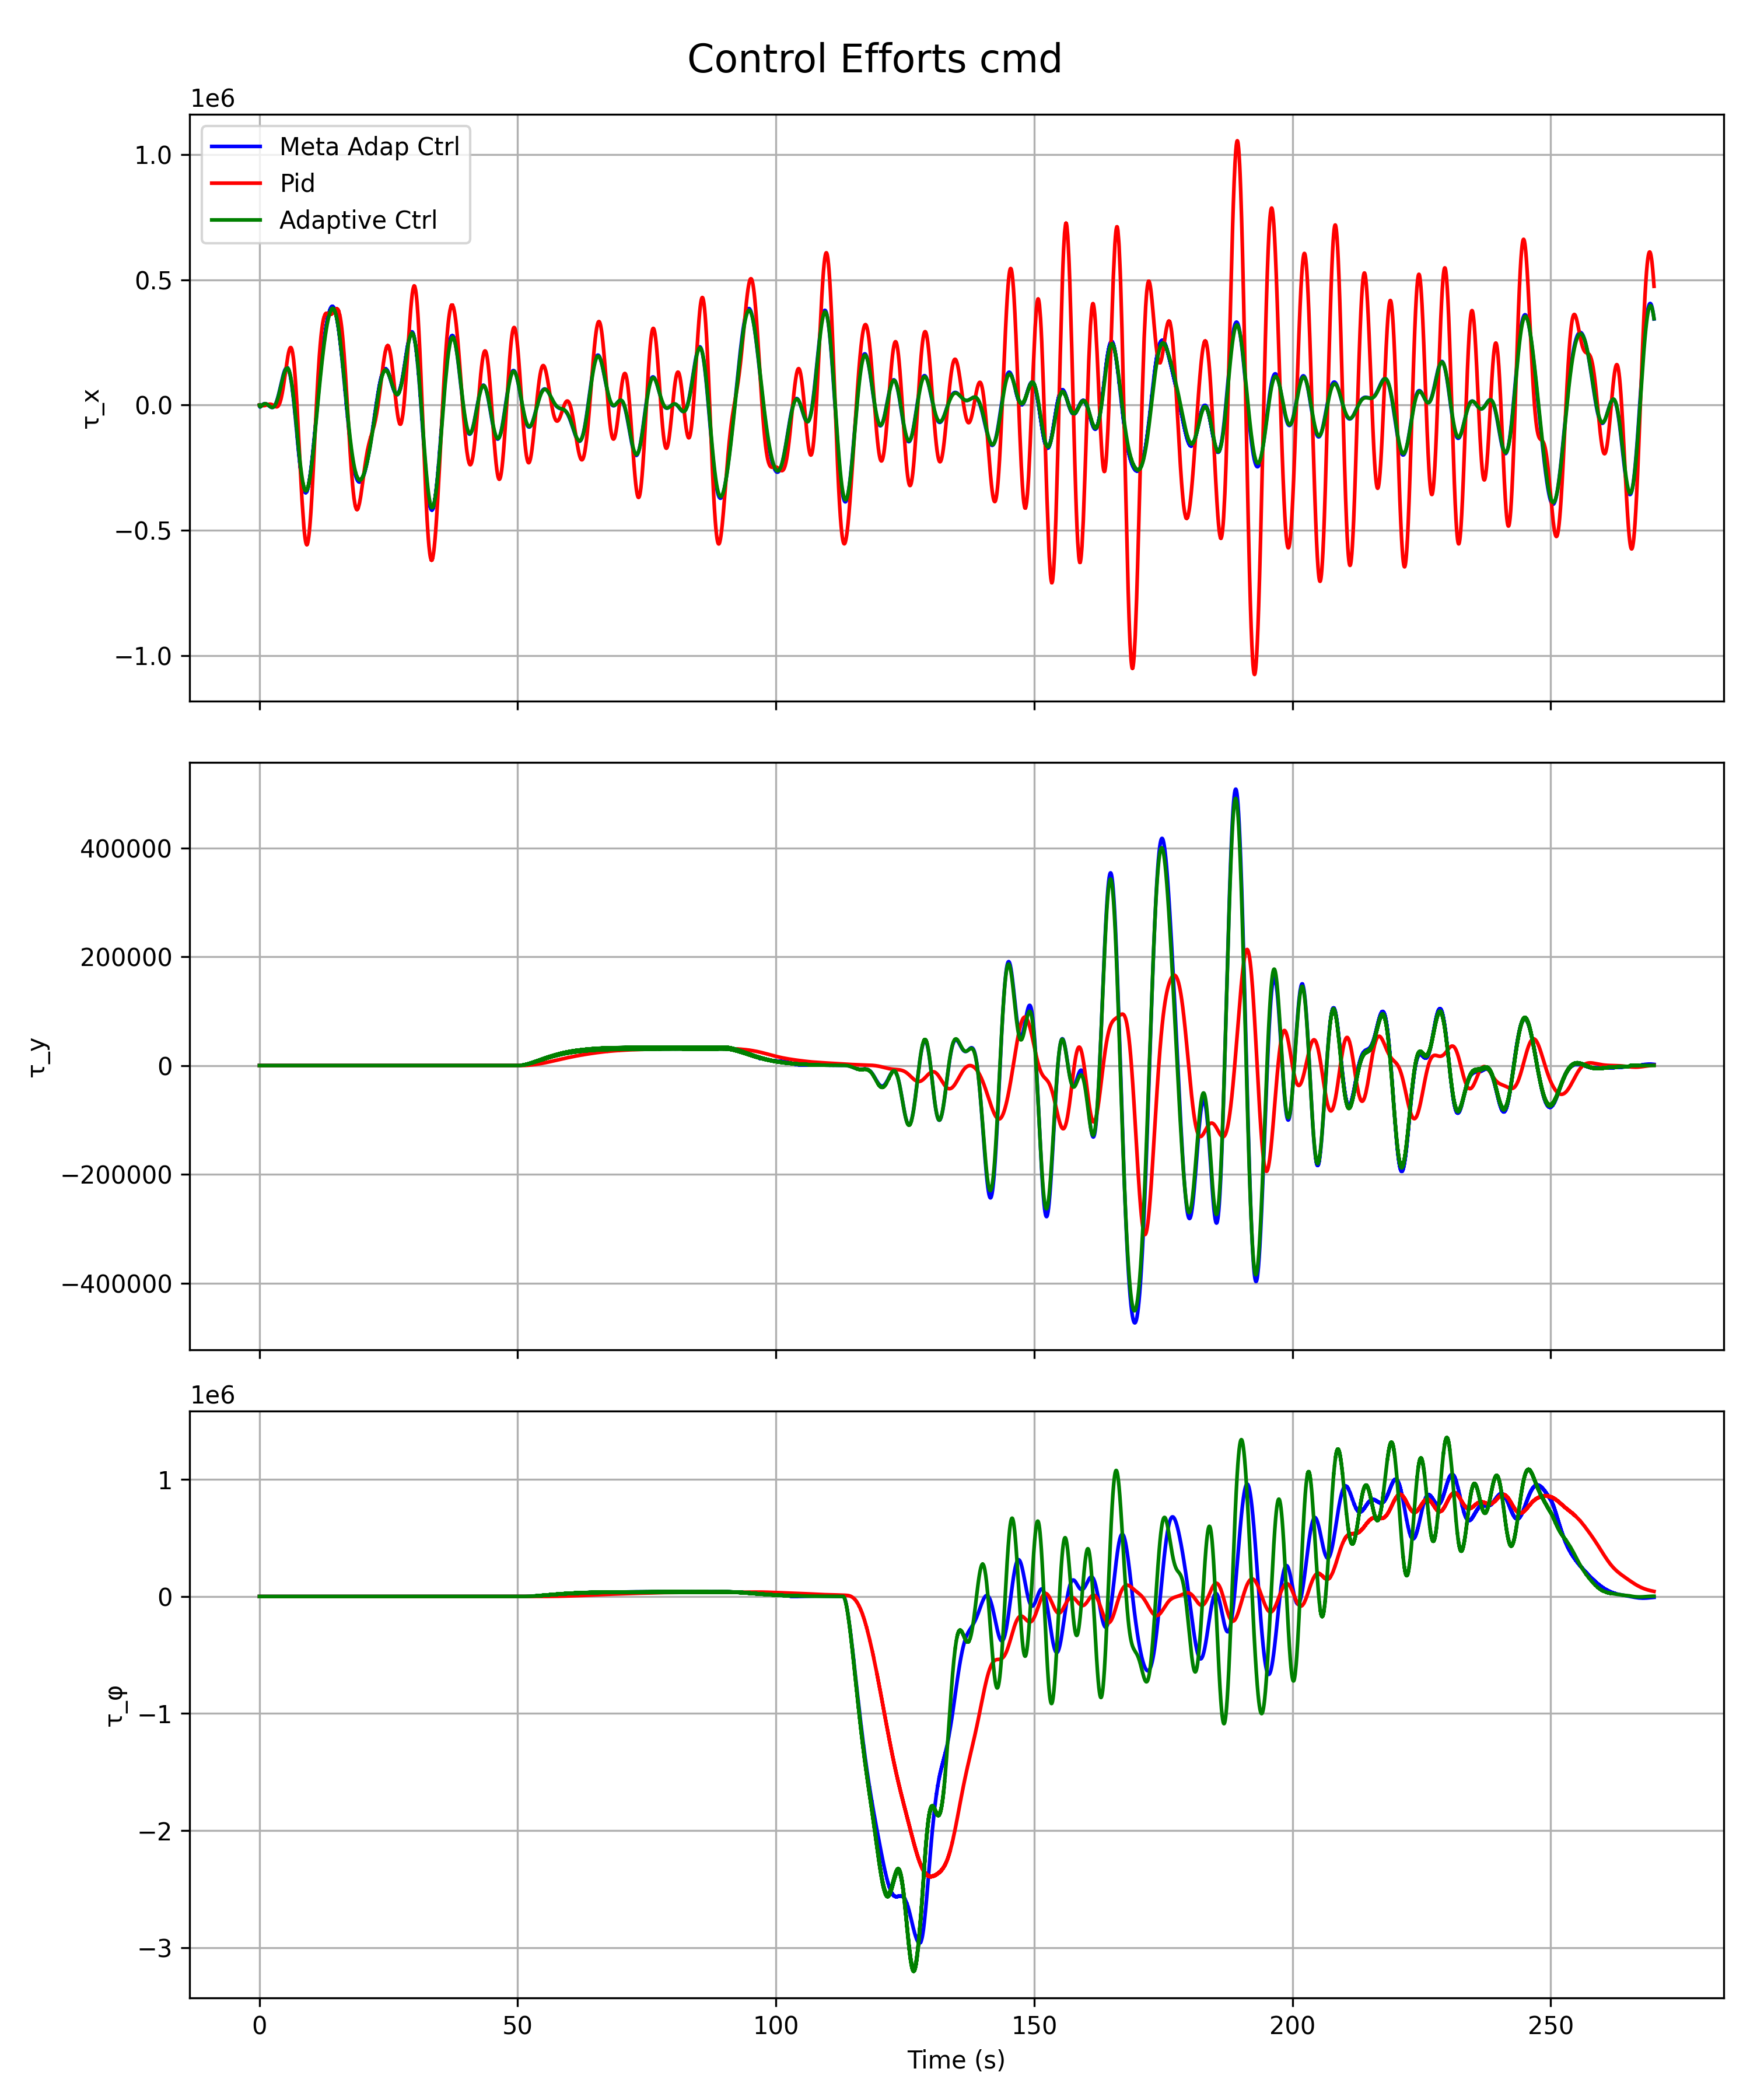 Control Efforts cmd
1e6
Meta Adap Ctrl
Pid
Adaptive Ctrl
1.0
0.5
0.0
−0.5
−1.0
τ_x
400000
200000
0
−200000
−400000
τ_y
1e6
1
0
−1
−2
−3
τ_φ
0 50 100 150 200 250
Time (s)